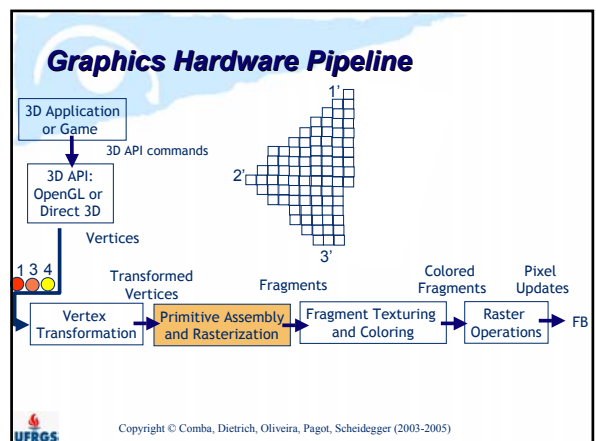 Graphics Hardware Pipeline
1'
3D Application
or Game
3D API commands
2'
3D API:
OpenGL or
Direct 3D
3'
Vertices
1 3 4
Transformed
Vertices
Fragments
Colored
Fragments
Pixel
Updates
Vertex
Transformation
Primitive Assembly
and Rasterization
Fragment Texturing
and Coloring
Raster
Operations
FB
UFRGS
Copyright © Comba, Dietrich, Oliveira, Pagot, Scheidegger (2003-2005)